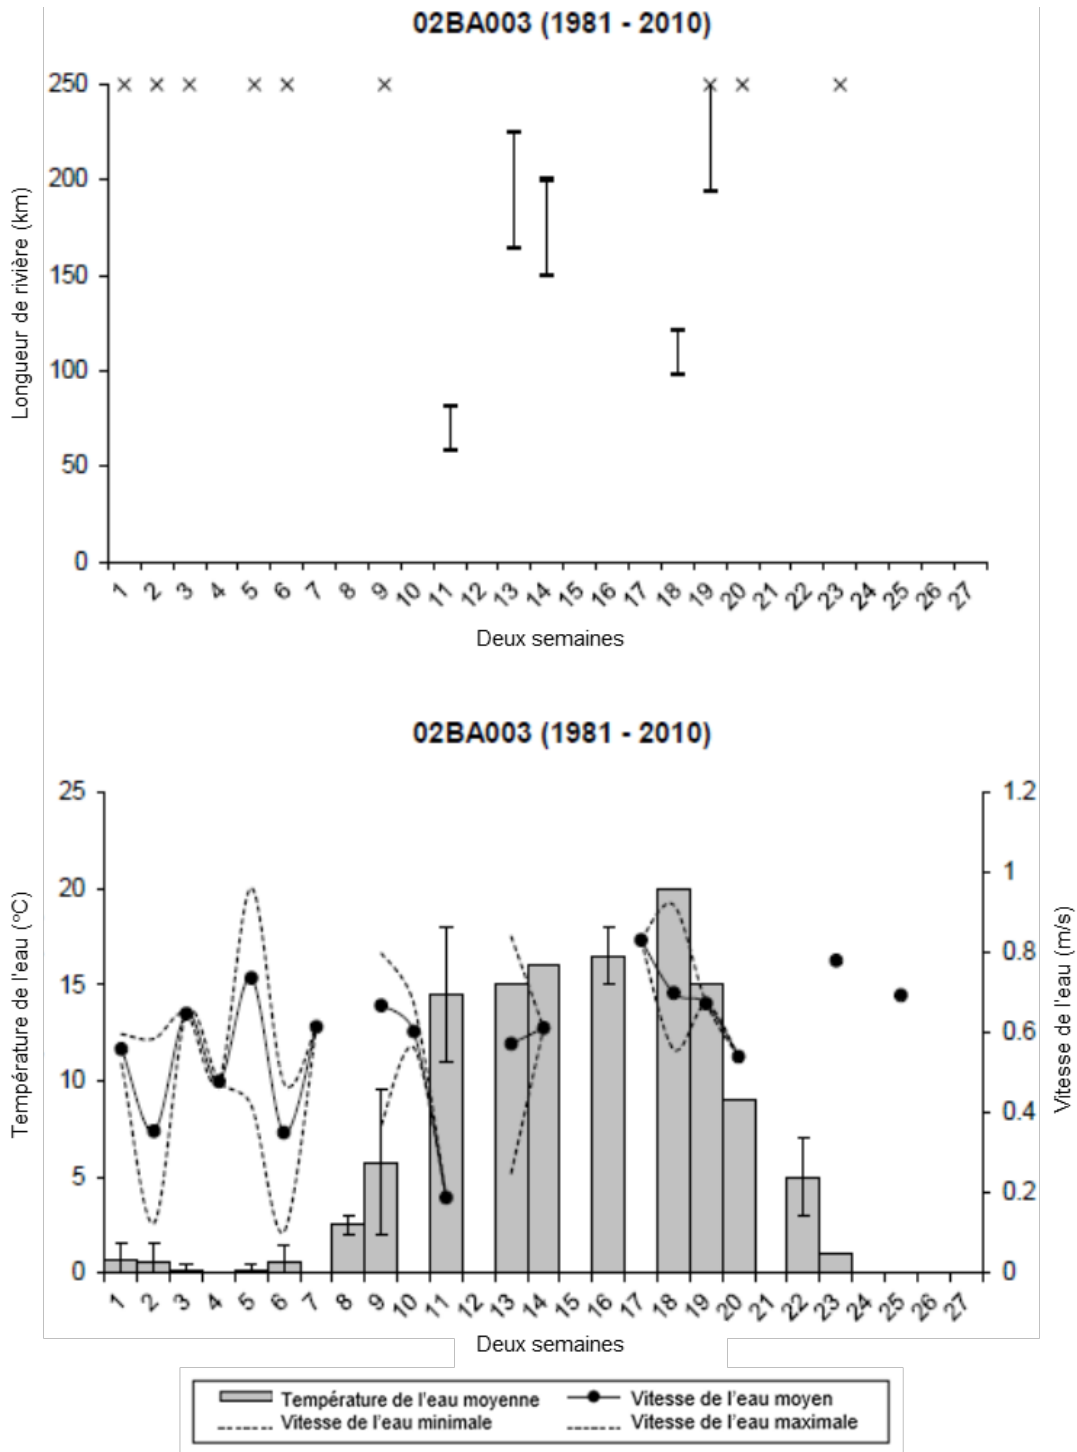 02BA003 (1981 - 2010)
250
200
150
100
50
0
Longueur de rivière (km)
1 2 3 4 5 6 7 8 9 10 11 12 13 14 15 16 17 18 19 20 21 22 23 24 25 26 27
Deux semaines
02BA003 (1981 - 2010)
25
20
15
10
5
0
Température de l'eau (°C)
1.2
1
0.8
0.6
0.4
0.2
0
Vitesse de l'eau (m/s)
1 2 3 4 5 6 7 8 9 10 11 12 13 14 15 16 17 18 19 20 21 22 23 24 25 26 27
Deux semaines
Température de l'eau moyenne Vitesse de l'eau moyen
Vitesse de l'eau minimale Vitesse de l'eau maximale